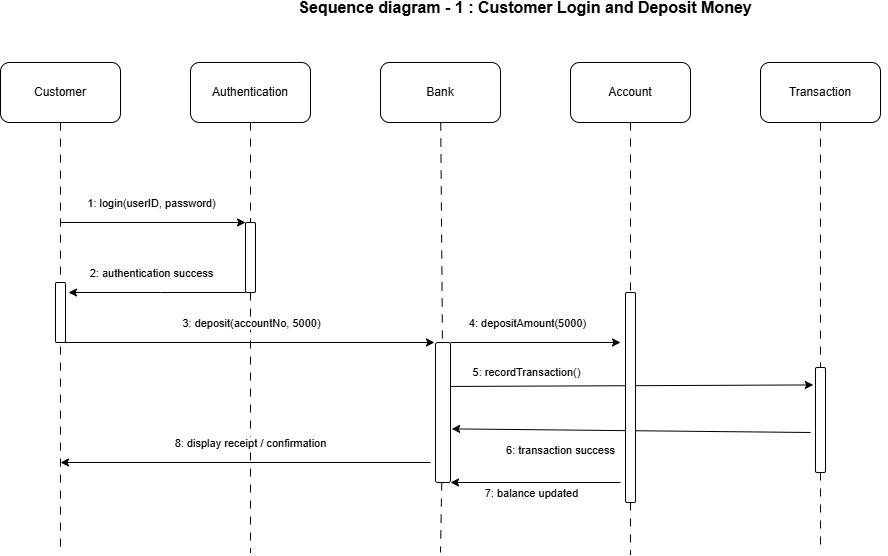 Sequence diagram - 1 : Customer Login and Deposit Money
Customer
Authentication
Bank
Account
Transaction
1: login(userID, password)
2: authentication success
3: deposit(accountNo, 5000)
4: depositAmount(5000)
5: recordTransaction()
8: display receipt / confirmation
6: transaction success
7: balance updated